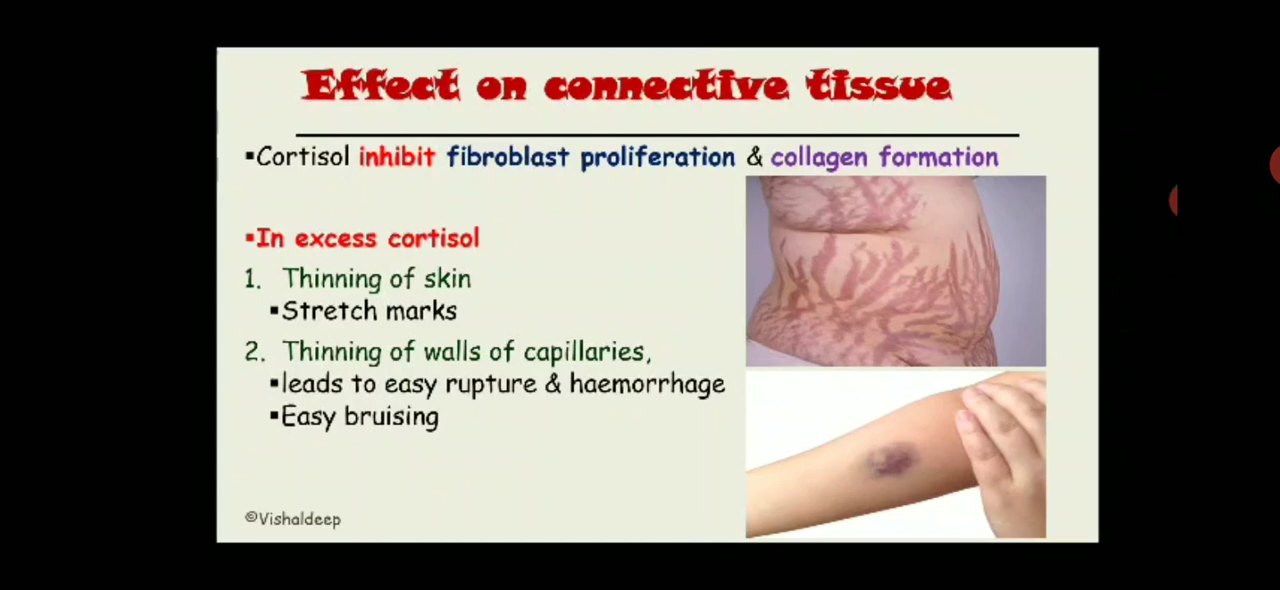 Effect on connective tissue
▪Cortisol inhibit fibroblast proliferation & collagen formation
▪In excess cortisol
1. Thinning of skin
▪Stretch marks
2. Thinning of walls of capillaries,
▪leads to easy rupture & haemorrhage
▪Easy bruising
©Vishaldeep